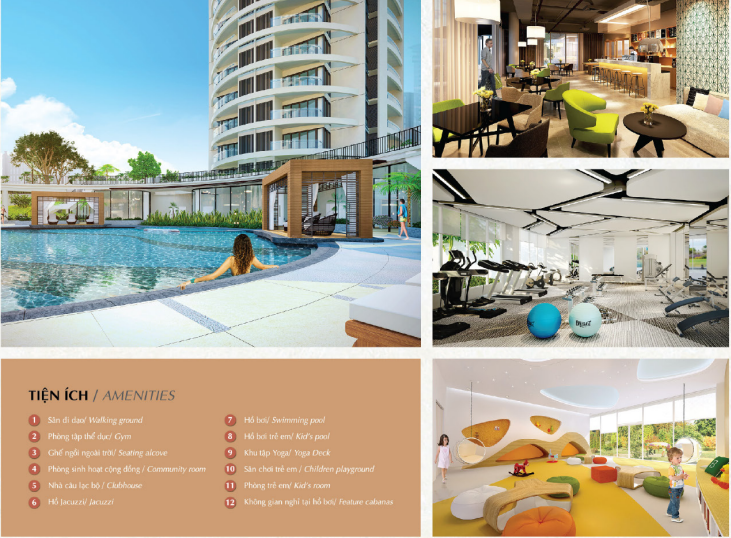 TIỆN ÍCH / AMENITIES
1 Sân đi dạo/ Walking ground
2 Phòng tập thể dục/ Gym
3 Ghế ngồi ngoài trời/ Seating alcove
4 Phòng sinh hoạt cộng đồng / Community room
5 Nhà câu lạc bộ / Clubhouse
6 Hồ Jacuzzi/ Jacuzzi
7 Hồ bơi/ Swimming pool
8 Hồ bơi trẻ em/ Kid's pool
9 Khu tập Yoga/ Yoga Deck
10 Sân chơi trẻ em / Children playground
11 Phòng trẻ em/ Kid's room
12 Không gian nghỉ tại hồ bơi/ Feature cabanas